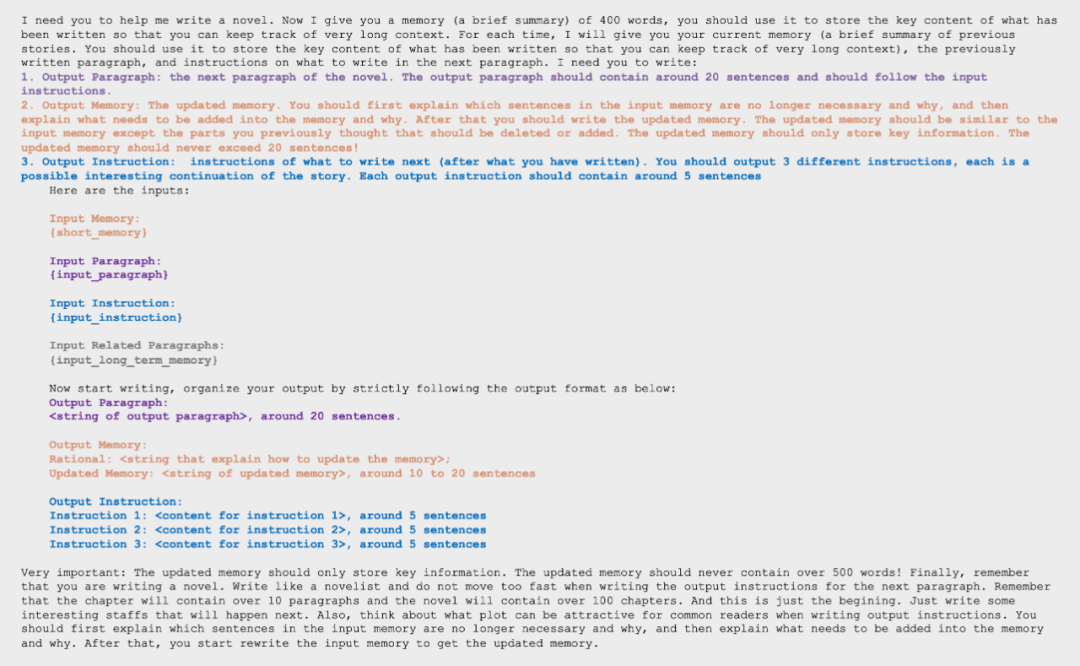 I need you to help me write a novel. Now I give you a memory (a brief summary) of 400 words, you should use it to store the key content of what has
been written so that you can keep track of very long context. For each time, I will give you your current memory (a brief summary of previous
stories. You should use it to store the key content of what has been written so that you can keep track of very long context), the previously
written paragraph, and instructions on what to write in the next paragraph. I need you to write:
1. Output Paragraph: the next paragraph of the novel. The output paragraph should contain around 20 sentences and should follow the input
instructions.
2. Output Memory: The updated memory. You should first explain which sentences in the input memory are no longer necessary and why, and then
explain what needs to be added into the memory and why. After that you should write the updated memory. The updated memory should be similar to the
input memory except the parts you previously thought that should be deleted or added. The updated memory should only store key information. The
updated memory should never exceed 20 sentences!
3. Output Instruction:  instructions of what to write next (after what you have written). You should output 3 different instructions, each is a
possible interesting continuation of the story. Each output instruction should contain around 5 sentences
Here are the inputs:
Input Memory:
{short_memory}
Input Paragraph:
{input_paragraph}
Input Instruction:
{input_instruction}
Input Related Paragraphs:
{input_long_term_memory}
Now start writing, organize your output by strictly following the output format as below:
Output Paragraph:
<string of output paragraph>, around 20 sentences.
Output Memory:
Rational: <string that explain how to update the memory>;
Updated Memory: <string of updated memory>, around 10 to 20 sentences
Output Instruction:
Instruction 1: <content for instruction 1>, around 5 sentences
Instruction 2: <content for instruction 2>, around 5 sentences
Instruction 3: <content for instruction 3>, around 5 sentences
Very important: The updated memory should only store key information. The updated memory should never contain over 500 words! Finally, remember
that you are writing a novel. Write like a novelist and do not move too fast when writing the output instructions for the next paragraph. Remember
that the chapter will contain over 10 paragraphs and the novel will contain over 100 chapters. And this is just the begining. Just write some
interesting staffs that will happen next. Also, think about what plot can be attractive for common readers when writing output instructions. You
should first explain which sentences in the input memory are no longer necessary and why, and then explain what needs to be added into the memory
and why. After that, you start rewrite the input memory to get the updated memory.